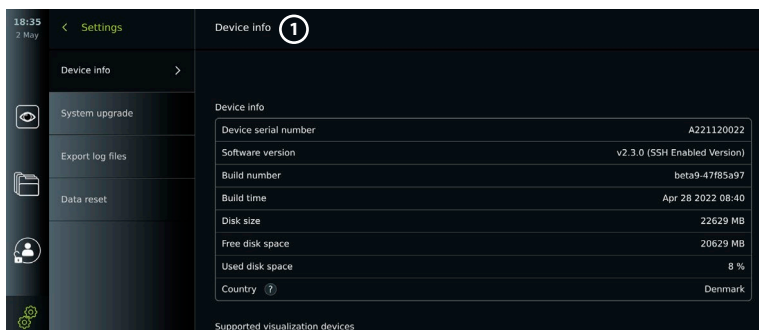 18:35
2 May
Settings
Device info
1
Device info
System upgrade
Export log files
Data reset
Device info
Device serial number A221120022
Software version v2.3.0 (SSH Enabled Version)
Build number beta9-47f85a97
Build time Apr 28 2022 08:40
Disk size 22629 MB
Free disk space 20629 MB
Used disk space 8 %
Country ? Denmark
Supported visualization devices